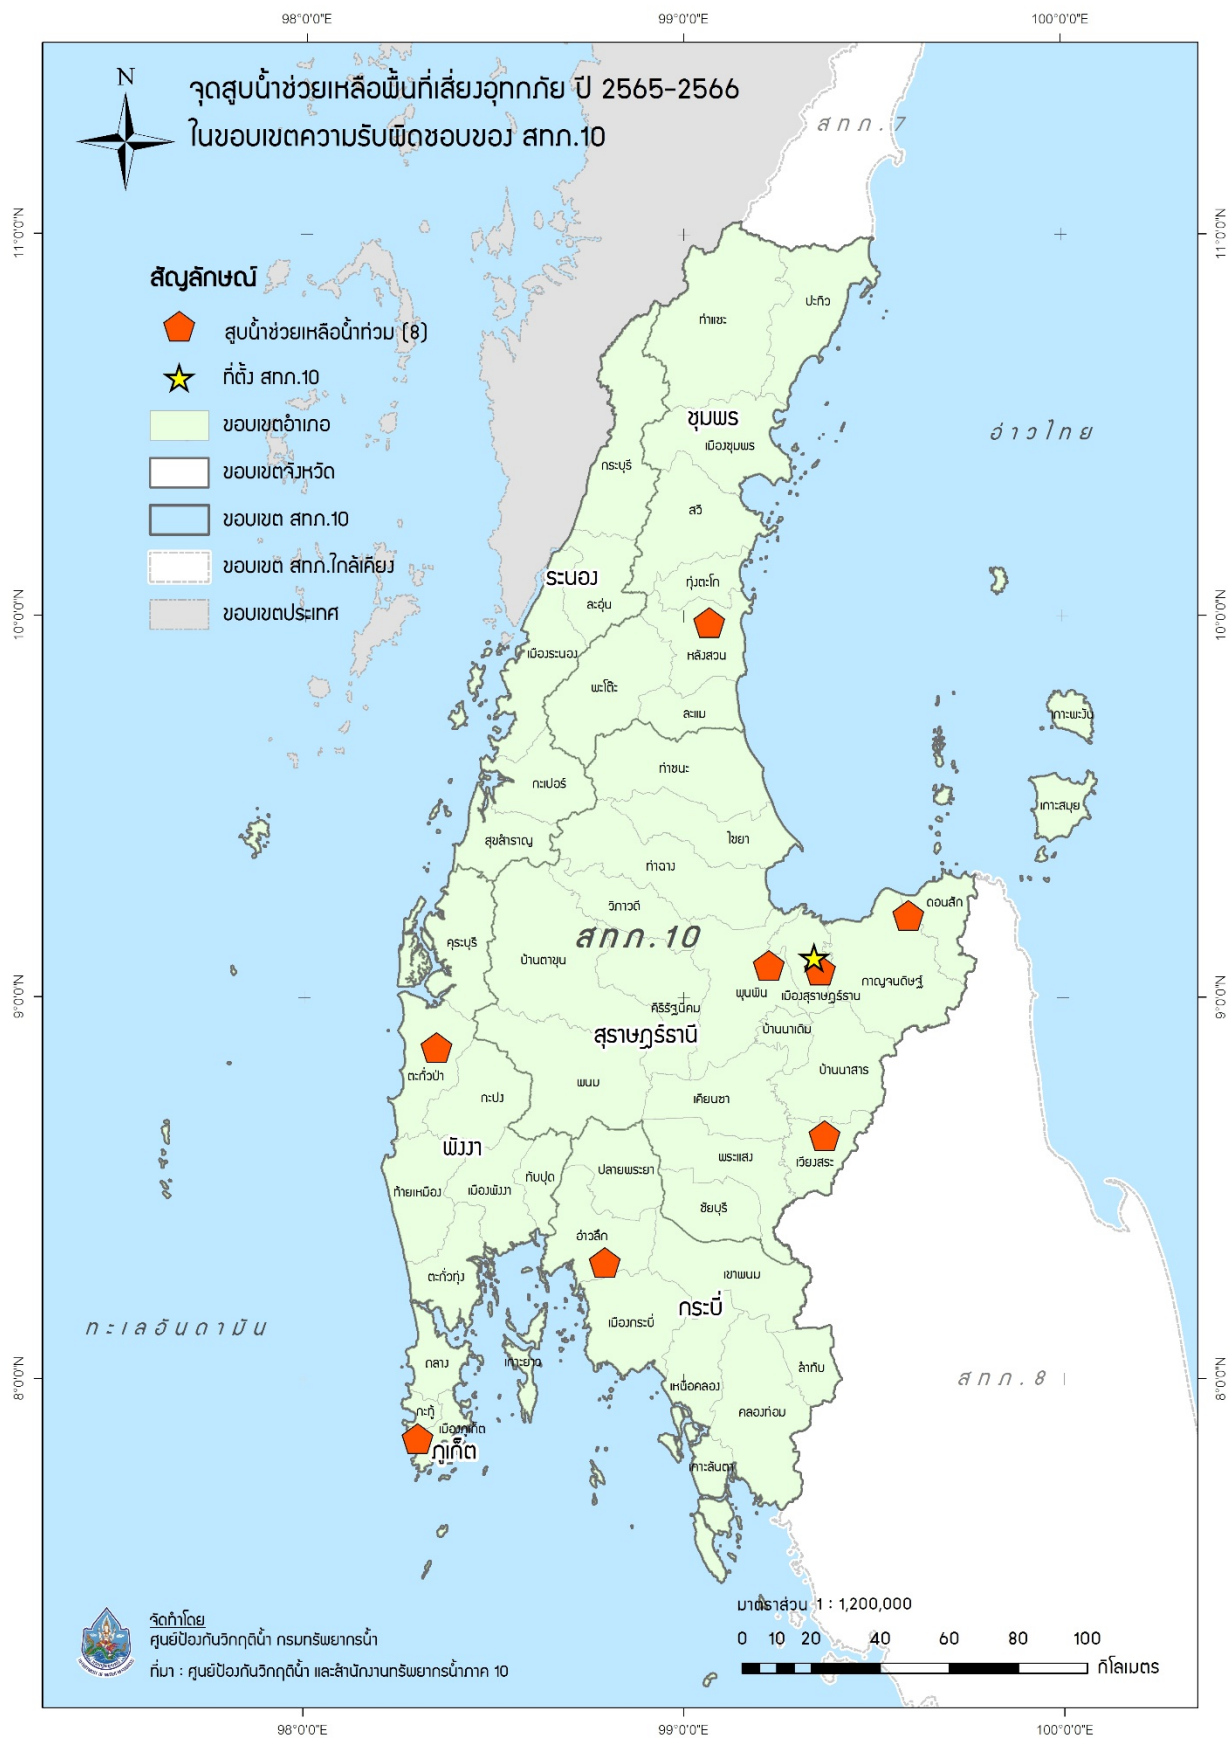 98°0'0"E
99°0'0"E
100°0'0"E
N
จุดสูบน้ำช่วยเหลือพื้นที่เสี่ยงอุทกภัย ปี 2565-2566
ในขอบเขตความรับผิดชอบของ สทภ.10
สทภ.7
11°0'0"N
11°0'0"N
สัญลักษณ์
สูบน้ำช่วยเหลือน้ำท่วม (8)
ที่ตั้ง สทภ.10
ขอบเขตอำเภอ
ขอบเขตจังหวัด
ขอบเขต สทภ.10
ขอบเขต สทภ.ใกล้เคียง
ขอบเขตประเทศ
ปะทิว
ท่าแซะ
ชุมพร
เมืองชุมพร
อ่าวไทย
กระบุรี
สวี
ระนอง
ทุ่งตะโก
ละอุ่น
10°0'0"N
10°0'0"N
เมืองระนอง
หลังสวน
พะโต๊ะ
ละแม
เกาะพะงัน
ท่าชนะ
กะเปอร์
เกาะสมุย
สุขสำราญ
ไชยา
ท่าฉาง
วิภาวดี
ดอนสัก
สทภ.10
คุระบุรี
บ้านตาขุน
กาญจนดิษฐ์
พุนพิน
เมืองสุราษฎร์ธาน
9°0'0"N
9°0'0"N
คีรีรัฐนิคม
สุราษฎร์ธานี
บ้านนาเดิม
ตะกั่วป่า
พนม
บ้านนาสาร
กะปง
เคียนซา
พังงา
พระแสง
เวียงสระ
ปลายพระยา
ทับปุด
ท้ายเหมือง
เมืองพังงา
ชัยบุรี
อ่าวลึก
ตะกั่วทุ่ง
เขาพนม
กระบี่
ทะเลอันดามัน
เมืองกระบี่
ถลาง
เกาะยาว
ลำทับ
8°0'0"N
8°0'0"N
สทภ.8
เหนือคลอง
คลองท่อม
กะทู้
เมืองภูเก็ต
ภูเก็ต
เกาะลันตา
มาตราส่วน 1 : 1,200,000
0 10 20 40 60 80 100
กิโลเมตร
จัดทำโดย
ศูนย์ป้องกันวิกฤติน้ำ กรมทรัพยากรน้ำ
ที่มา : ศูนย์ป้องกันวิกฤติน้ำ และสำนักงานทรัพยากรน้ำภาค 10
98°0'0"E
99°0'0"E
100°0'0"E